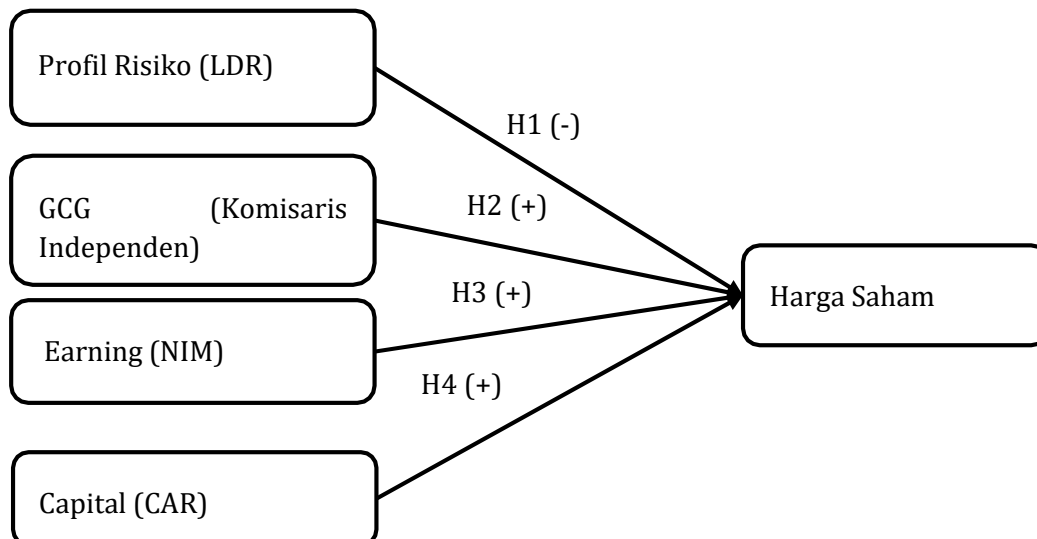 Profil Risiko (LDR)
H1 (-)
GCG (Komisaris
Independen)
H2 (+)
H3 (+)
Harga Saham
Earning (NIM)
H4 (+)
Capital (CAR)